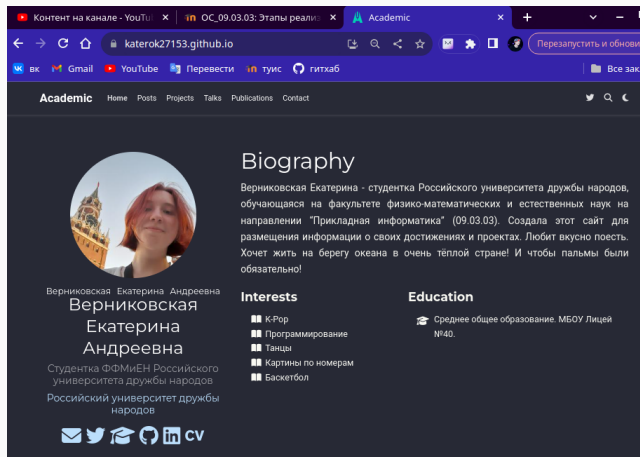 Контент на канале - YouTu
ОС_09.03.03: Этапы реализ
Academic
katerok27153.github.io
Перезапустить и обнови
вк
Gmail
YouTube
Перевести
туис
гитхаб
Все зак
Academic
Home Posts Projects Talks Publications Contact
Biography
Верниковская Екатерина - студентка Российского университета дружбы народов,
обучающаяся на факультете физико-математических и естественных наук на
направлении "Прикладная информатика" (09.03.03). Создала этот сайт для
размещения информации о своих достижениях и проектах. Любит вкусно поесть.
Хочет жить на берегу океана в очень тёплой стране! И чтобы пальмы были
обязательно!
Верниковская Екатерина Андреевна
Верниковская
Екатерина
Андреевна
Студентка ФФМиЕН Российского
университета дружбы народов
Российский университет дружбы
народов
CV
Interests
K-Pop
Программирование
Танцы
Картины по номерам
Баскетбол
Education
Среднее общее образование. МБОУ Лицей
№40.